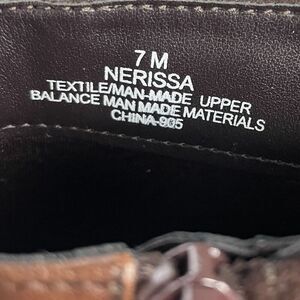 7 M
NERISSA
TEXTILE/MAN-MADE UPPER
BALANCE MAN MADE MATERIALS
CHINA-905